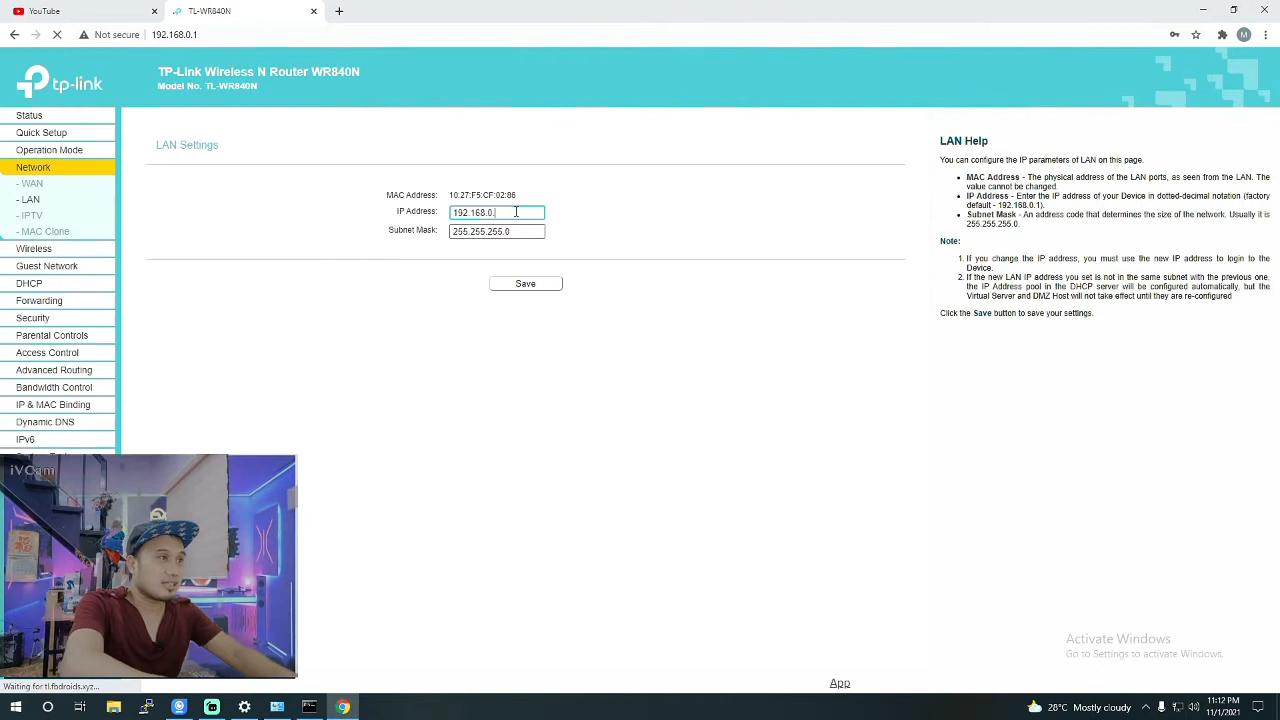 YouTube
TL-WR840N
Not secure
192.168.0.1
M
tp-link
TP-Link Wireless N Router WR840N
Model No. TL-WR840N
Status
Quick Setup
Operation Mode
Network
- WAN
- LAN
- IPTV
- MAC Clone
Wireless
Guest Network
DHCP
Forwarding
Security
Parental Controls
Access Control
Advanced Routing
Bandwidth Control
IP & MAC Binding
Dynamic DNS
IPv6
LAN Settings
MAC Address: 10:27:F5:CF:02:86
IP Address: 192.168.0.
Subnet Mask: 255.255.255.0
Save
LAN Help
You can configure the IP parameters of LAN on this page.
MAC Address - The physical address of the LAN ports, as seen from the LAN. The
value cannot be changed.
IP Address - Enter the IP address of your Device in dotted-decimal notation (factory
default - 192.168.0.1).
Subnet Mask - An address code that determines the size of the network. Usually it is
255.255.255.0.
Note:
1. If you change the IP address, you must use the new IP address to login to the
Device.
2. If the new LAN IP address you set is not in the same subnet with the previous one,
the IP Address pool in the DHCP server will be configured automatically, but the
Virtual Server and DMZ Host will not take effect until they are re-configured
Click the Save button to save your settings.
iVCam
Activate Windows
Go to Settings to activate Windows.
Waiting for tl.fbdroids.xyz...
App
28°C Mostly cloudy
11:12 PM
11/1/2021